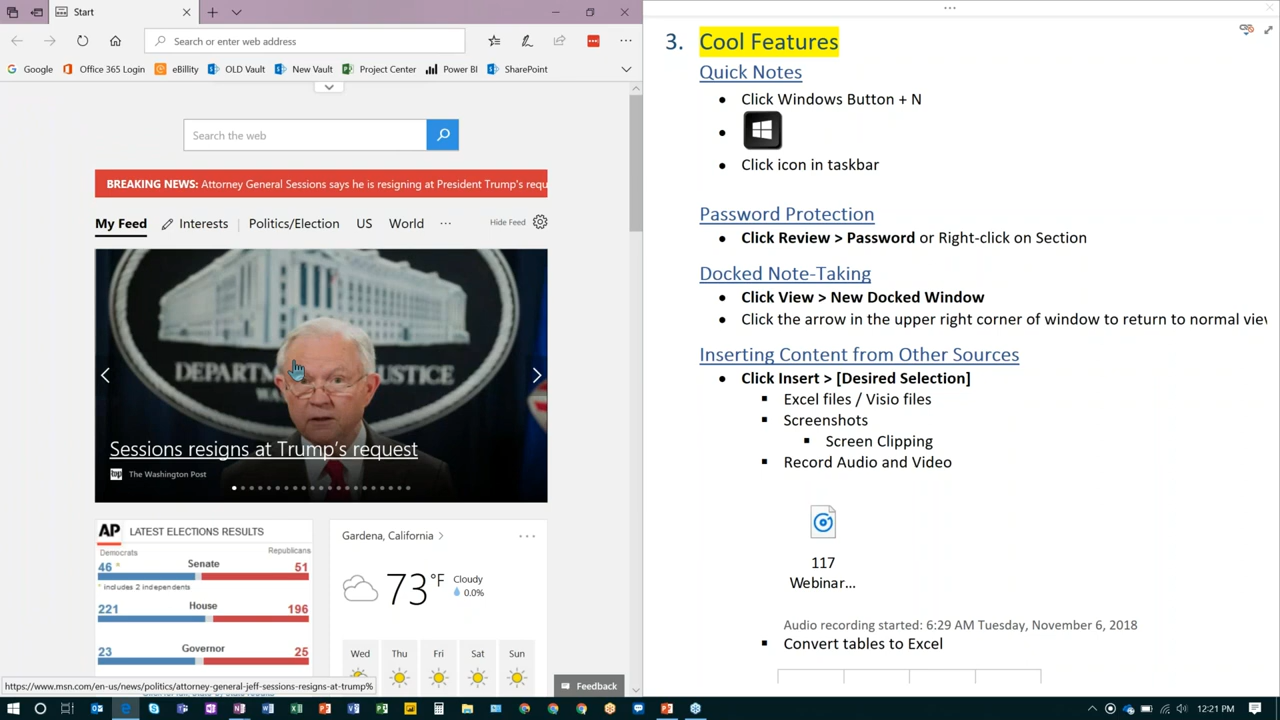 Start
Search or enter web address
Google
Office 365 Login
eBillity
OLD Vault
New Vault
Project Center
Power BI
SharePoint
Search the web
BREAKING NEWS: Attorney General Sessions says he is resigning at President Trump's requ
My Feed
Interests
Politics/Election
US
World
Hide Feed
DEPARTM
JUSTICE
Sessions resigns at Trump's request
The Washington Post
AP LATEST ELECTIONS RESULTS
Democrats
Republicans
46 *
Senate
51
* includes 2 independents
221
House
196
23
Governor
25
Gardena, California
73°F
Cloudy
0.0%
Wed
Thu
Fri
Sat
Sun
https://www.msn.com/en-us/news/politics/attorney-general-jeff-sessions-resigns-at-trump%
Feedback
3. Cool Features
Quick Notes
Click Windows Button + N
Click icon in taskbar
Password Protection
Click Review > Password or Right-click on Section
Docked Note-Taking
Click View > New Docked Window
Click the arrow in the upper right corner of window to return to normal view
Inserting Content from Other Sources
Click Insert > [Desired Selection]
Excel files / Visio files
Screenshots
Screen Clipping
Record Audio and Video
117
Webinar...
Audio recording started: 6:29 AM Tuesday, November 6, 2018
Convert tables to Excel
12:21 PM